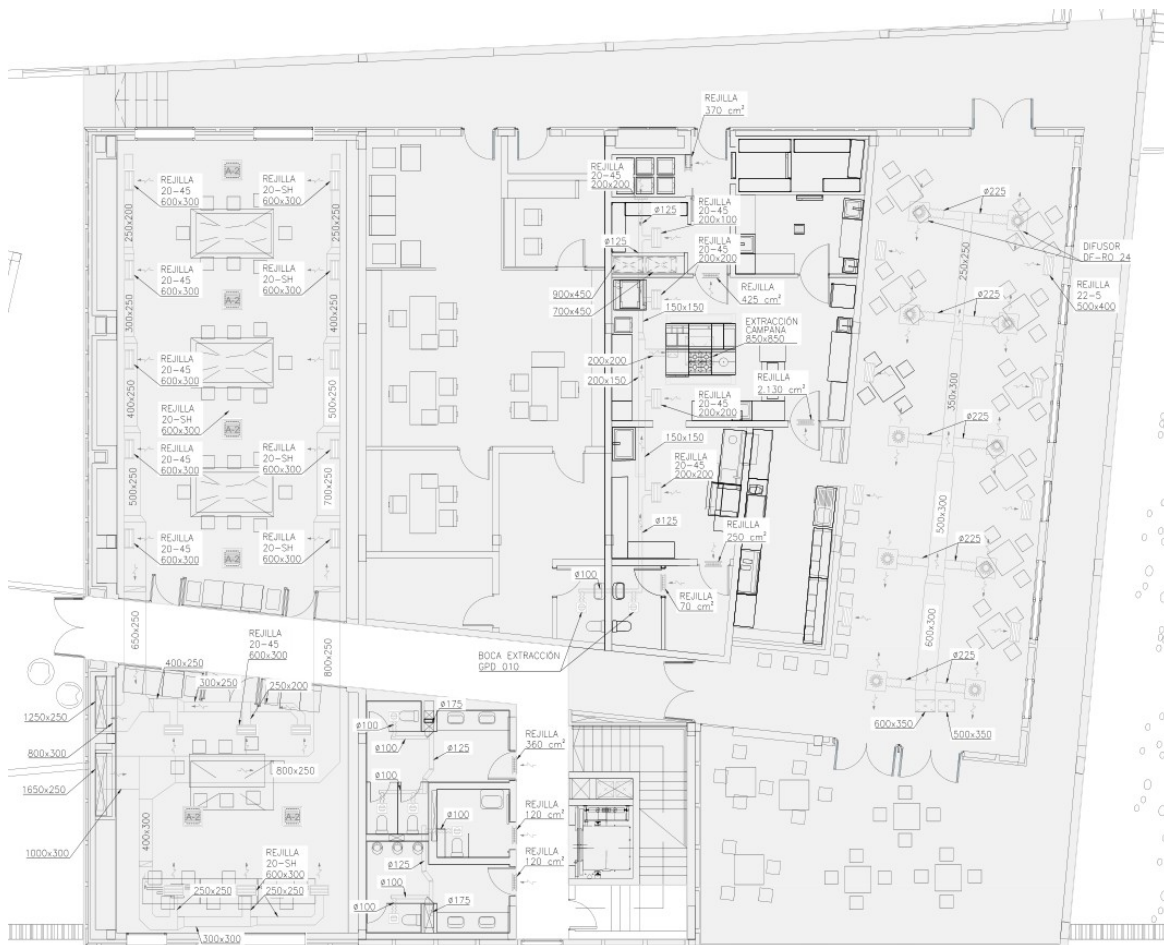 REJILLA
370 cm²
REJILLA
20-45
200x200
A-2
REJILLA
20-45
600x300
REJILLA
20-SH
600x300
250x200
250x250
Ø125
REJILLA
20-45
200x100
Ø225
Ø125
REJILLA
20-45
200x200
DIFUSOR
DF-RO 24
250x250
REJILLA
20-45
600x300
REJILLA
20-SH
600x300
900x450
700x450
REJILLA
425 cm²
REJILLA
22-5
500x400
A-2
300x250
400x250
150x150
Ø225
EXTRACCIÓN
CAMPANA
850x850
200x200
200x150
REJILLA
20-45
600x300
REJILLA
2.130 cm²
350x300
400x250
500x250
REJILLA
20-SH
600x300
REJILLA
20-45
200x200
A-2
Ø225
REJILLA
20-45
600x300
REJILLA
20-SH
600x300
150x150
REJILLA
20-45
200x200
500x250
700x250
500x300
Ø125
REJILLA
250 cm²
REJILLA
20-45
600x300
REJILLA
20-SH
600x300
A-2
Ø225
Ø100
REJILLA
70 cm²
650x250
800x250
600x300
REJILLA
20-45
600x300
BOCA EXTRACCIÓN
GPD 010
400x250
300x250
250x200
Ø225
1250x250
800x300
Ø175
Ø100
Ø100
Ø125
REJILLA
360 cm²
600x350
500x350
1650x250
800x250
Ø100
A-2
A-2
Ø100
REJILLA
120 cm²
1000x300
400x300
REJILLA
20-SH
600x300
REJILLA
120 cm²
Ø125
Ø100
250x250
250x250
Ø100
Ø175
300x300